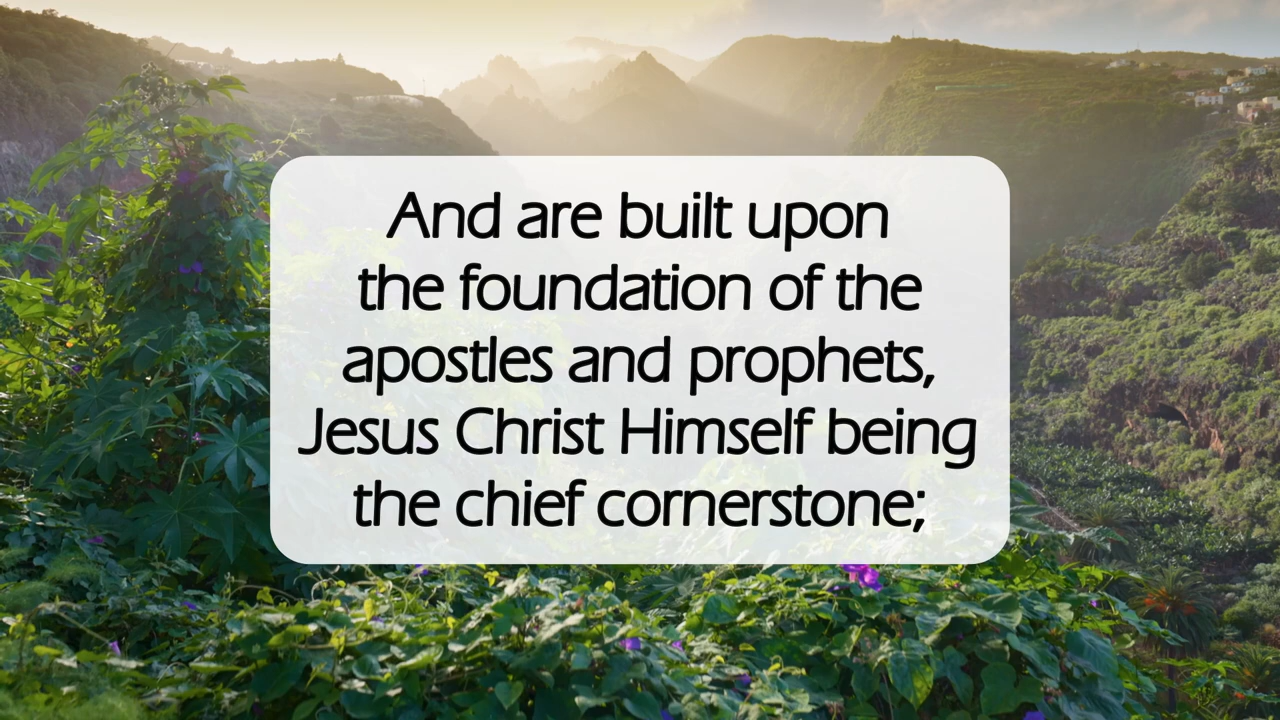 And are built upon
the foundation of the
apostles and prophets,
Jesus Christ Himself being
the chief cornerstone;